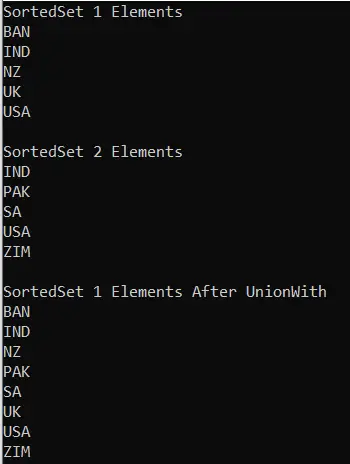 SortedSet 1 Elements
BAN
IND
NZ
UK
USA
SortedSet 2 Elements
IND
PAK
SA
USA
ZIM
SortedSet 1 Elements After UnionWith
BAN
IND
NZ
PAK
SA
UK
USA
ZIM